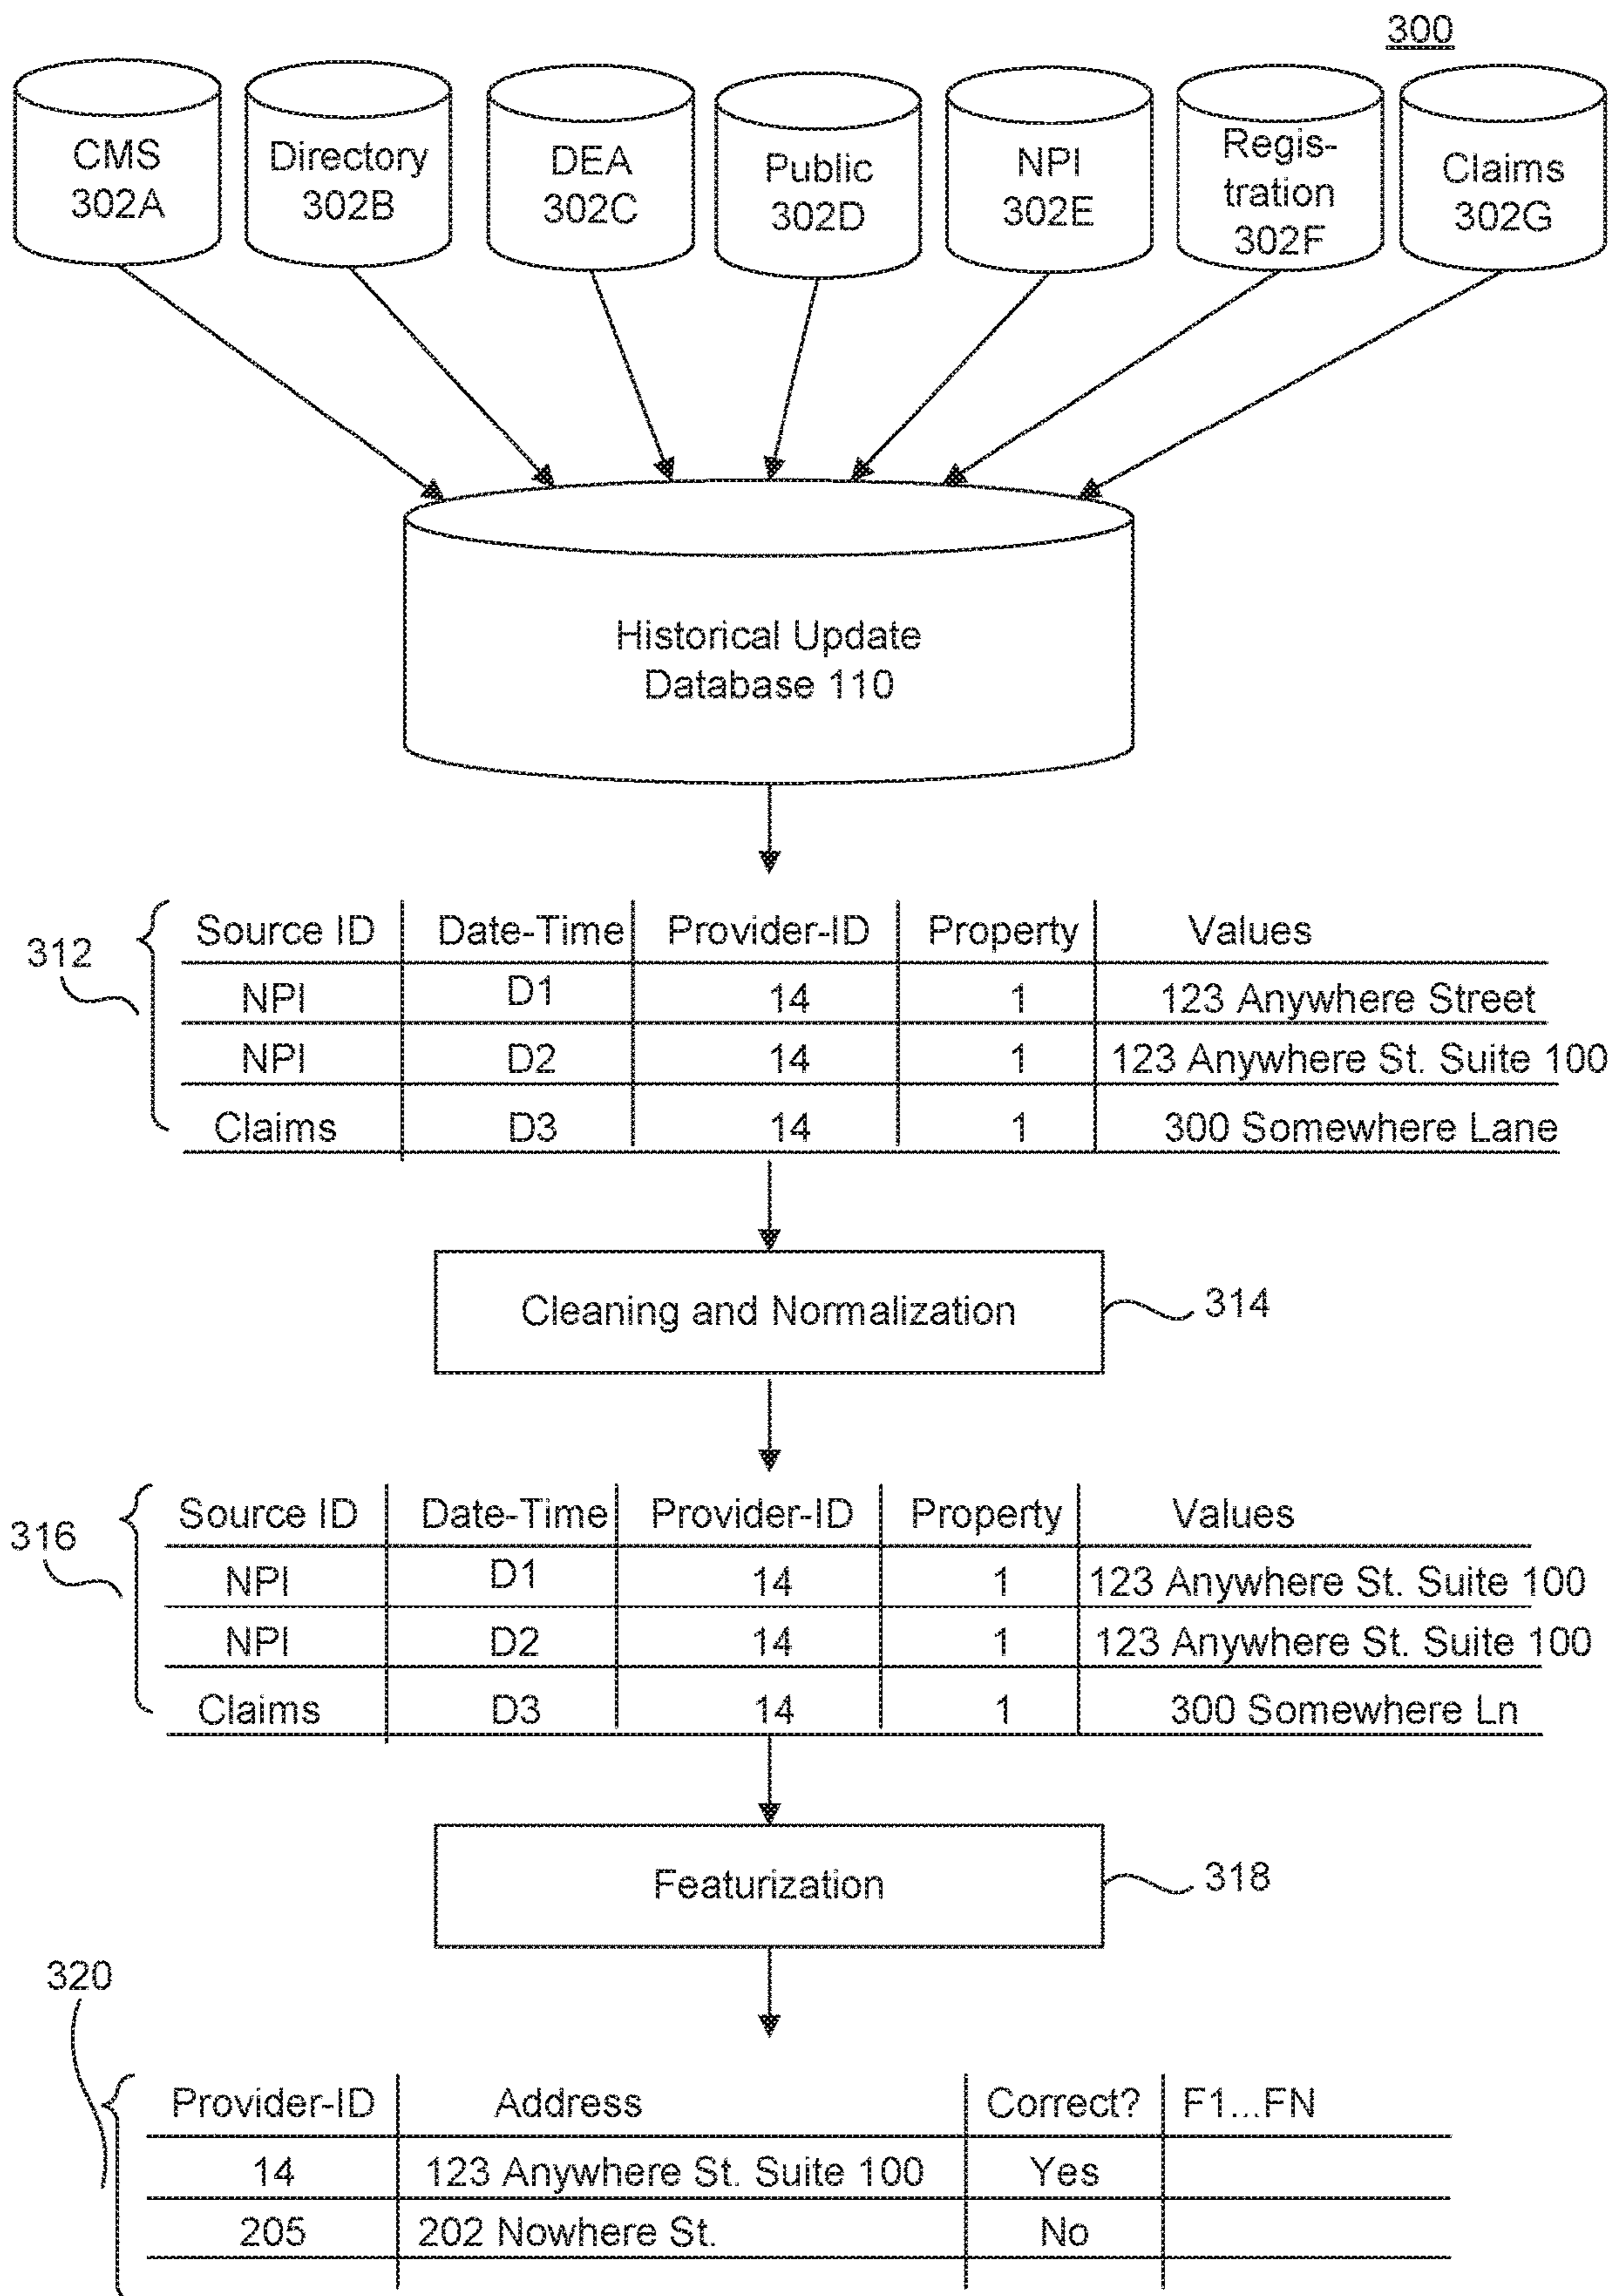 300
CMS
302A
Directory
302B
DEA
302C
Public
302D
NPI
302E
Regis-
tration
302F
Claims
302G
Historical Update
Database 110
312
Source ID Date-Time Provider-ID Property Values
NPI D1 14 1 123 Anywhere Street
NPI D2 14 1 123 Anywhere St. Suite 100
Claims D3 14 1 300 Somewhere Lane
Cleaning and Normalization
314
316
Source ID Date-Time Provider-ID Property Values
NPI D1 14 1 123 Anywhere St. Suite 100
NPI D2 14 1 123 Anywhere St. Suite 100
Claims D3 14 1 300 Somewhere Ln
Featurization
318
320
Provider-ID Address Correct? F1...FN
14 123 Anywhere St. Suite 100 Yes
205 202 Nowhere St. No